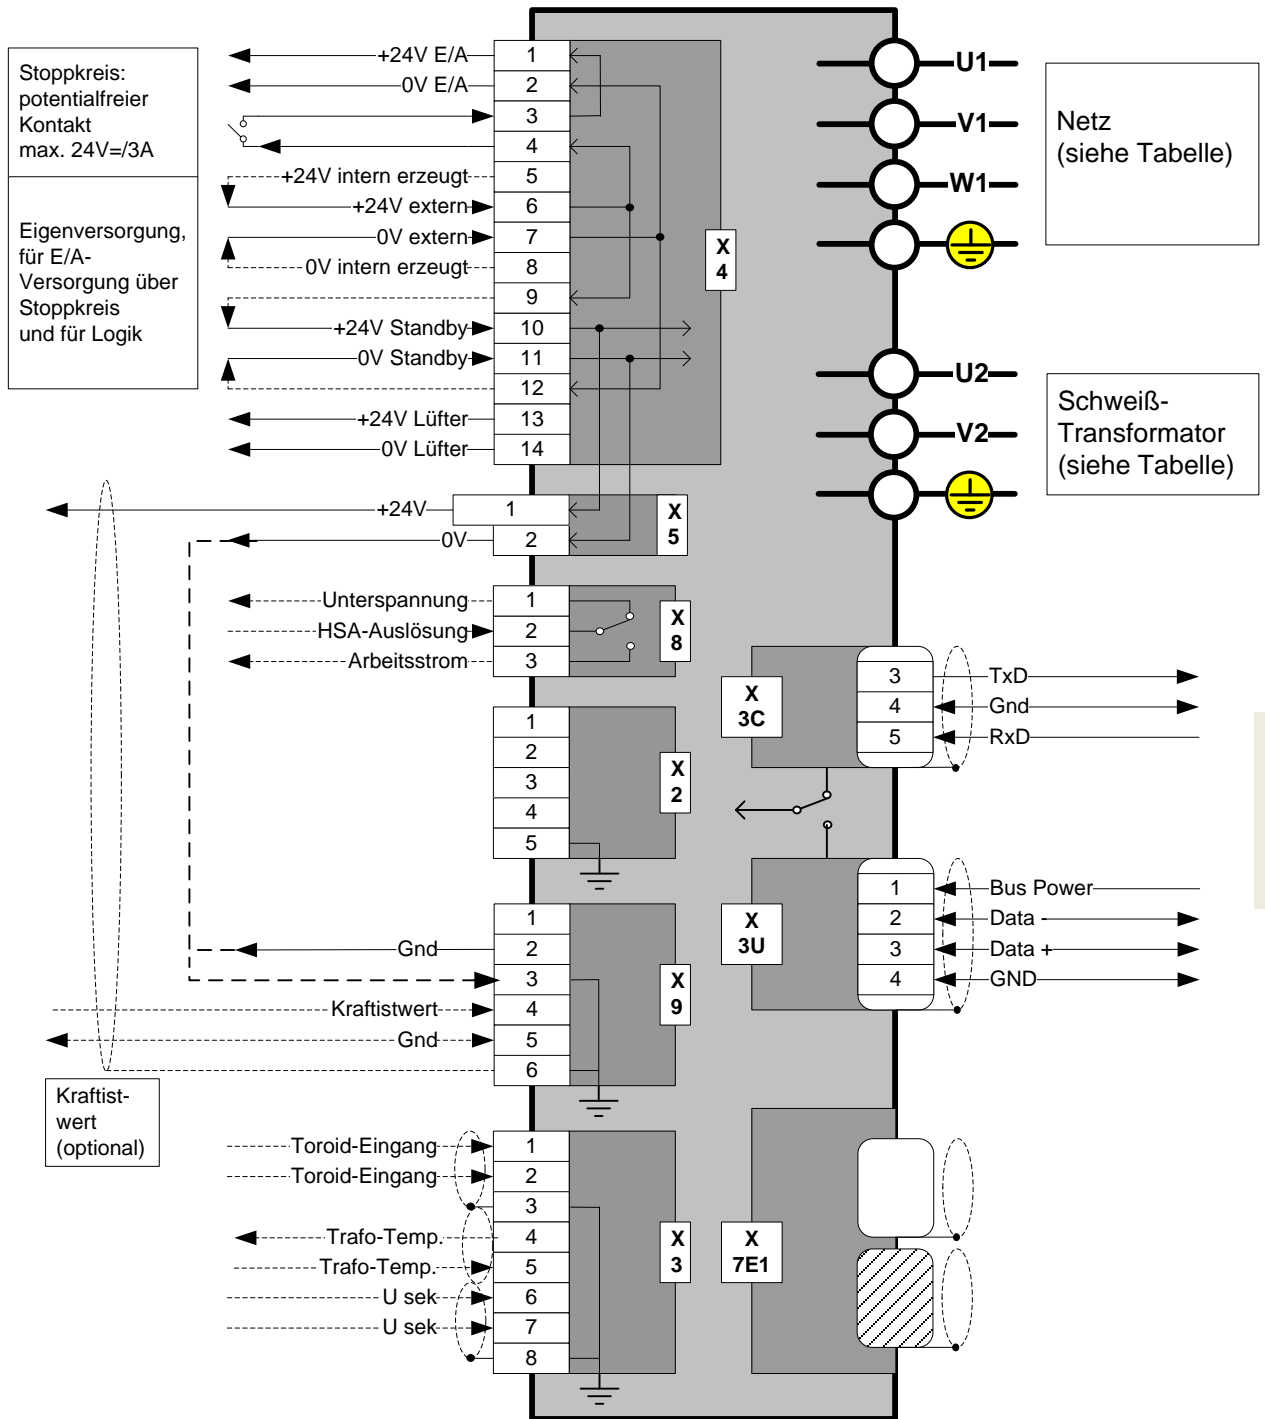 Stoppkreis:
potentialfreier
Kontakt
max. 24V=/3A
Eigenversorgung,
für E/A-
Versorgung über
Stoppkreis
und für Logik
+24V E/A 1
0V E/A 2
3
4
+24V intern erzeugt 5
+24V extern 6
0V extern 7
0V intern erzeugt 8
9
+24V Standby 10
0V Standby 11
12
+24V Lüfter 13
0V Lüfter 14
X
4
+24V 1
0V 2
X
5
Unterspannung 1
HSA-Auslösung 2
Arbeitsstrom 3
X
8
1
2
3
4
5
X
2
1
Gnd 2
3
Kraftistwert 4
Gnd 5
6
X
9
Kraftist-
wert
(optional)
Toroid-Eingang 1
Toroid-Eingang 2
3
Trafo-Temp. 4
Trafo-Temp. 5
U sek 6
U sek 7
8
X
3
U1
V1
W1
Netz
(siehe Tabelle)
U2
V2
Schweiß-
Transformator
(siehe Tabelle)
X
3C
3 TxD
4 Gnd
5 RxD
X
3U
1 Bus Power
2 Data -
3 Data +
4 GND
X
7E1